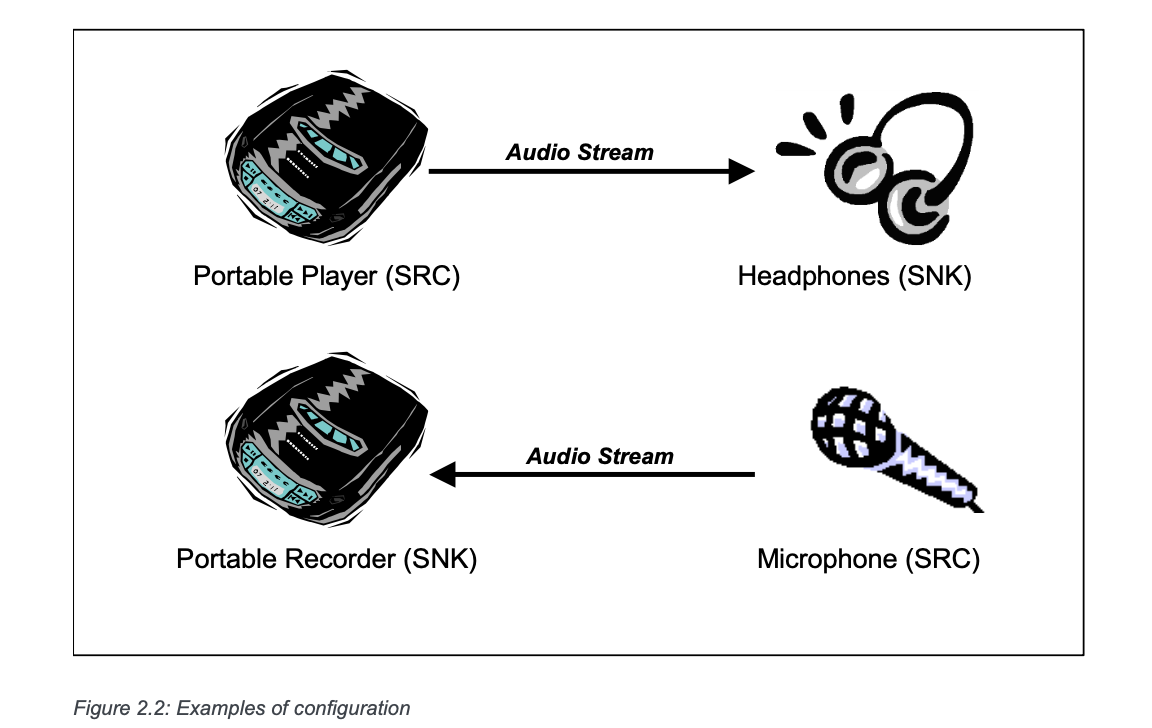 Audio Stream
Portable Player (SRC)
Headphones (SNK)
Audio Stream
Portable Recorder (SNK)
Microphone (SRC)
Figure 2.2: Examples of configuration